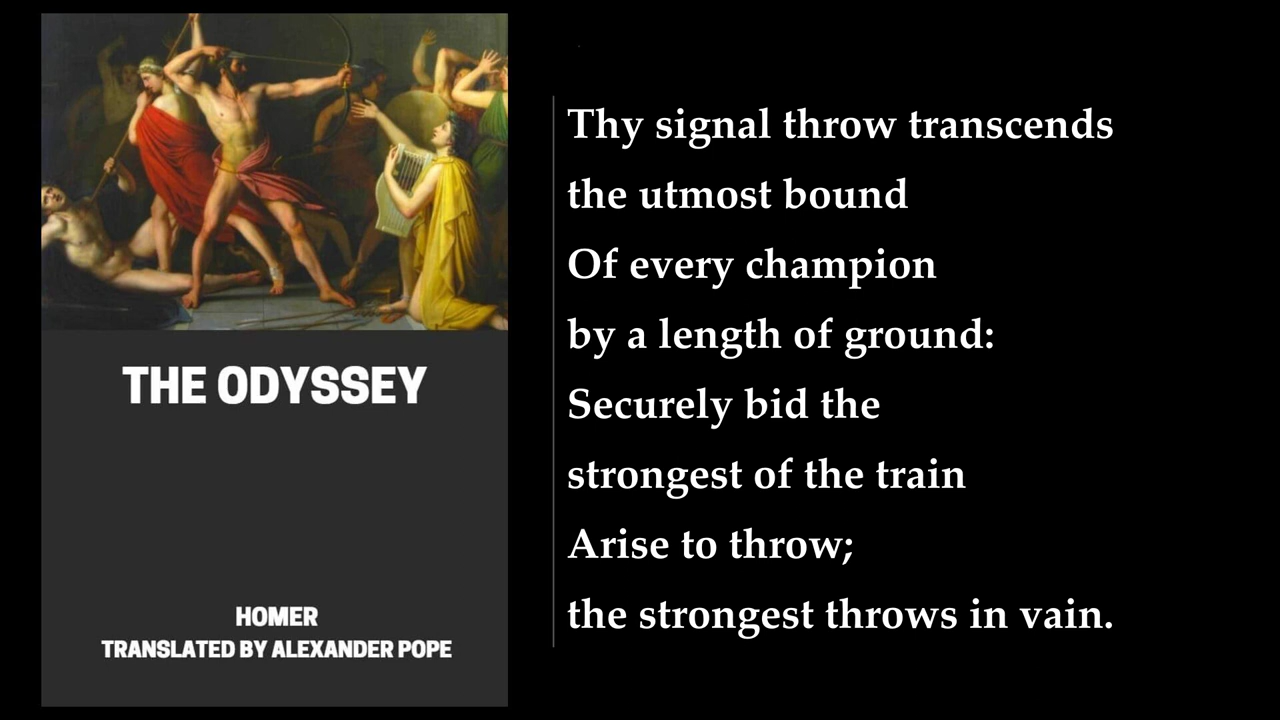 THE ODYSSEY
HOMER
TRANSLATED BY ALEXANDER POPE
Thy signal throw transcends
the utmost bound
Of every champion
by a length of ground:
Securely bid the
strongest of the train
Arise to throw;
the strongest throws in vain.